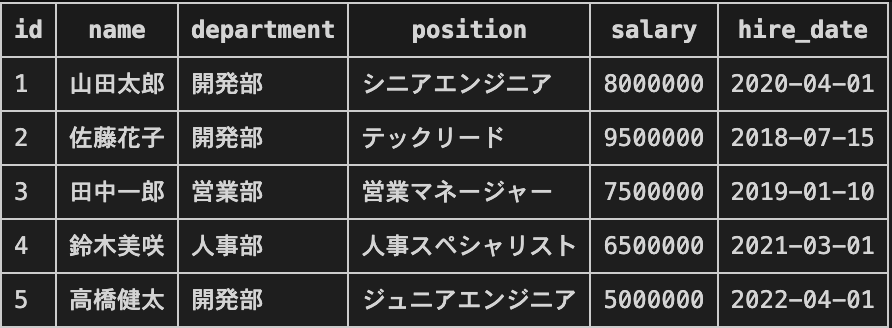 id name department position salary hire_date
1 山田太郎 開発部 シニアエンジニア 8000000 2020-04-01
2 佐藤花子 開発部 テックリード 9500000 2018-07-15
3 田中一郎 営業部 営業マネージャー 7500000 2019-01-10
4 鈴木美咲 人事部 人事スペシャリスト 6500000 2021-03-01
5 高橋健太 開発部 ジュニアエンジニア 5000000 2022-04-01